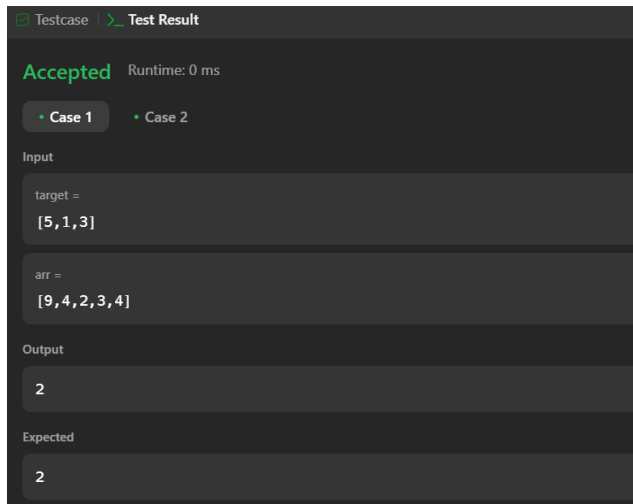 Testcase | >_ Test Result
Accepted Runtime: 0 ms
• Case 1 • Case 2
Input
target =
[5,1,3]
arr =
[9,4,2,3,4]
Output
2
Expected
2